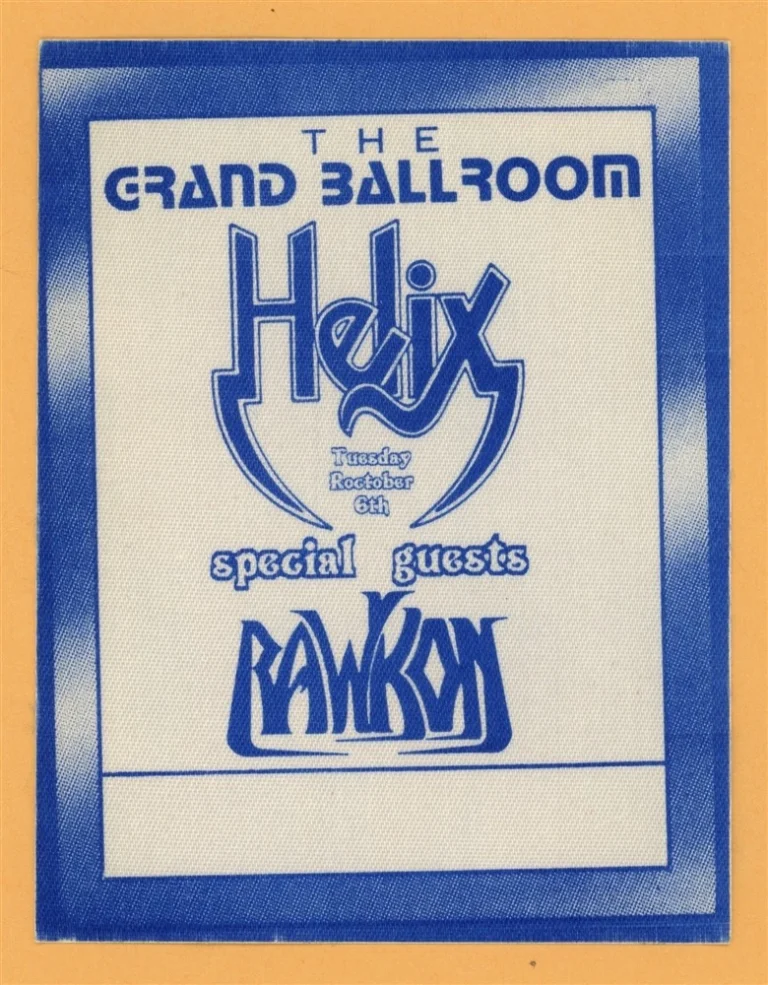 THE
GRAND BALLROOM
Helix
Tuesday
Roctober
6th
special guests
RAWKON